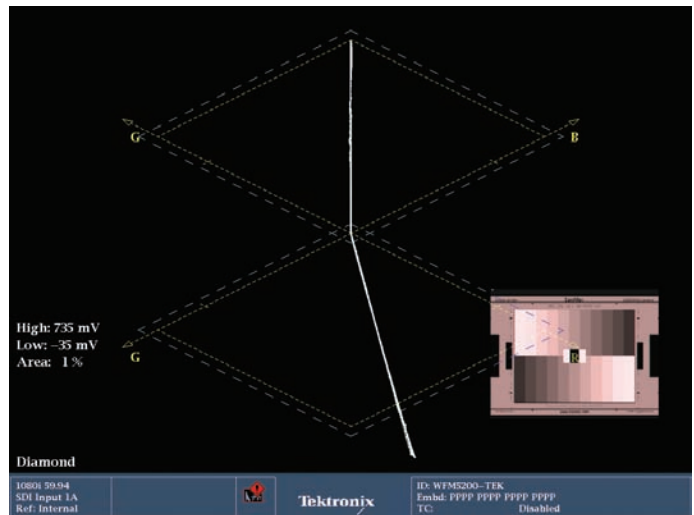 G
B
High: 735 mV
Low: −35 mV
Area: 1 %
G
R
Diamond
1080i 59.94
SDI Input 1A
Ref: Internal
Tektronix
ID: WFM5200−TEK
Embd: PPPP PPPP PPPP PPPP
TC: Disabled